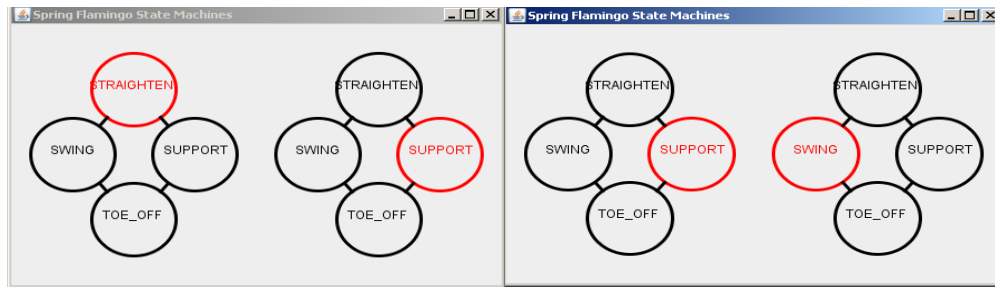 Spring Flamingo State Machines
STRAIGHTEN
SWING
SUPPORT
TOE_OFF
STRAIGHTEN
SWING
SUPPORT
TOE_OFF
Spring Flamingo State Machines
STRAIGHTEN
SWING
SUPPORT
TOE_OFF
STRAIGHTEN
SWING
SUPPORT
TOE_OFF